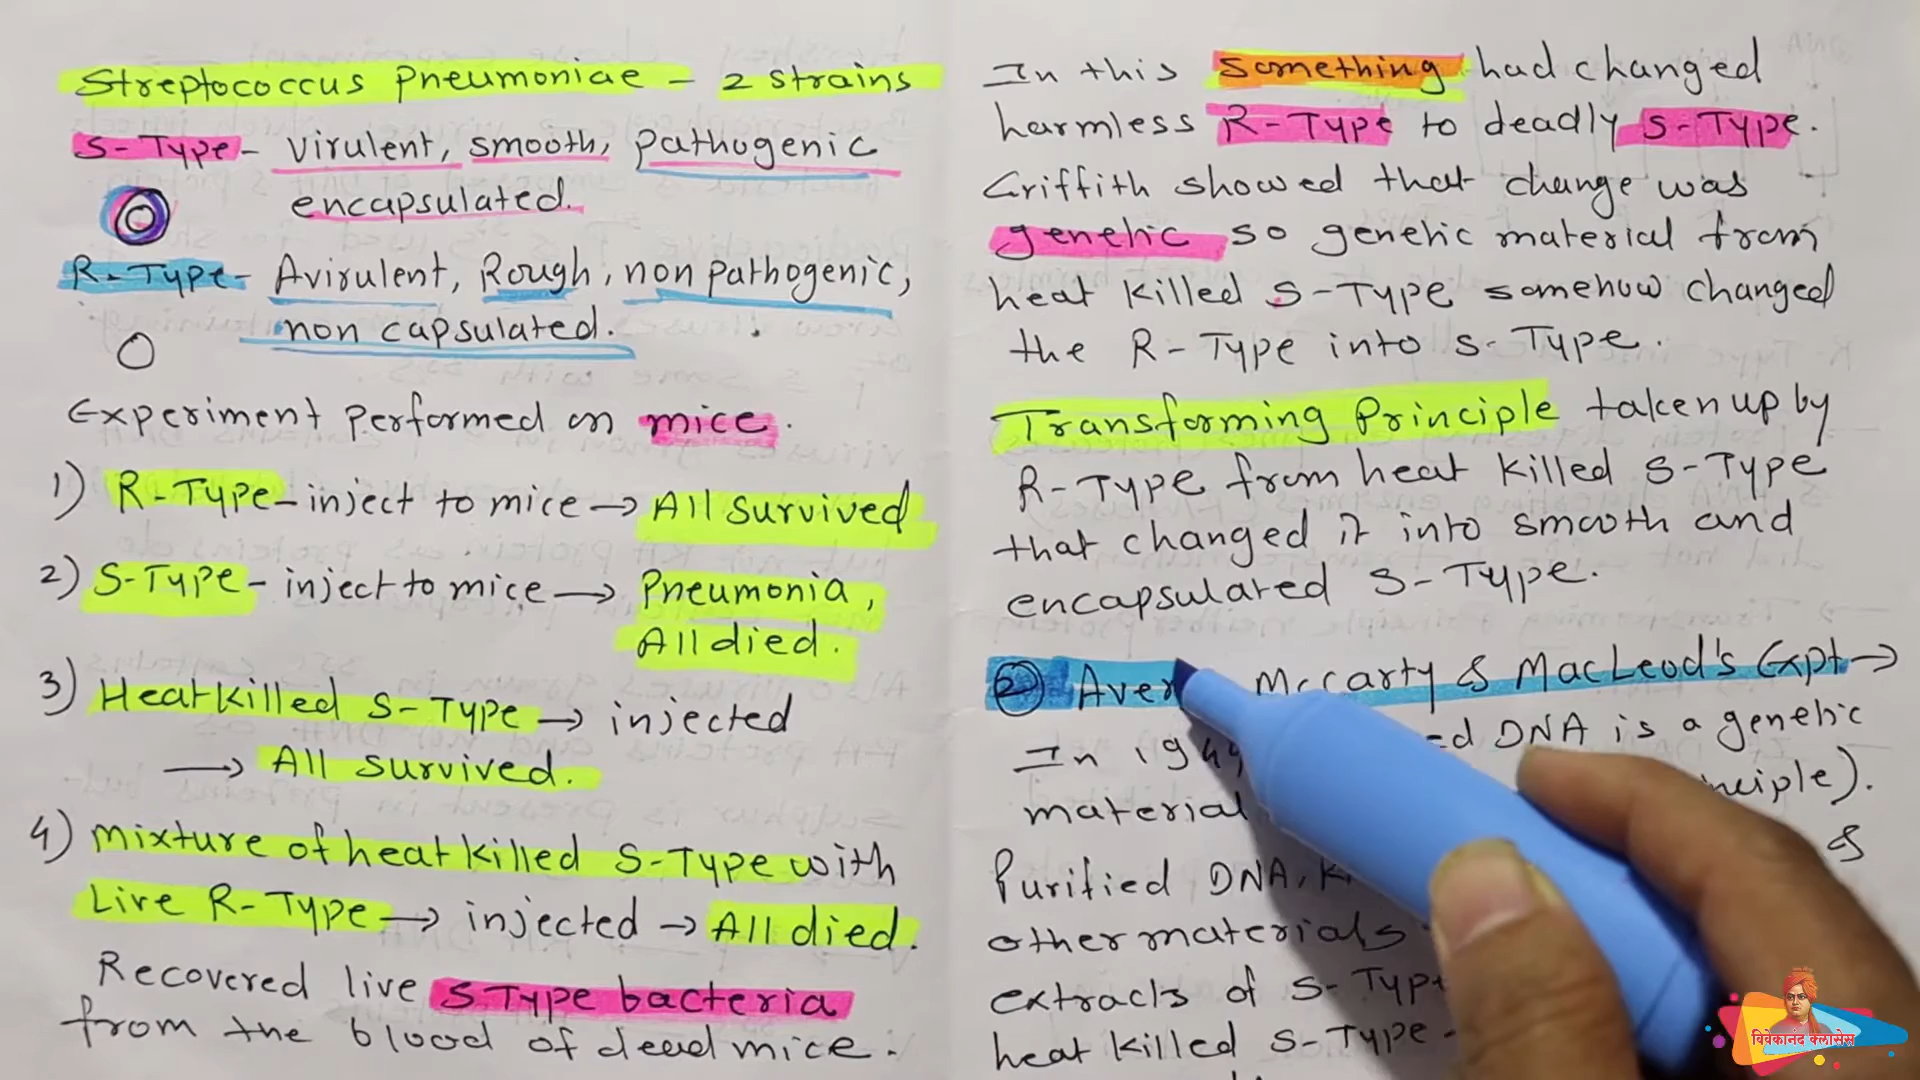 Streptococcus Pneumoniae - 2 strains
S-Type - Virulent, smooth, pathogenic
encapsulated.
R-Type - Avirulent, Rough, non pathogenic,
non capsulated.
Experiment performed on mice.
1) R-Type - inject to mice → All survived
2) S-Type - inject to mice → Pneumonia,
All died.
3) Heat killed S-Type → injected
→ All survived.
4) mixture of heat killed S-Type with
Live R-Type → injected → All died.
Recovered live S Type bacteria
from the blood of dead mice.
In this something had changed
harmless R-Type to deadly S-Type.
Griffith showed that change was
genetic so genetic material from
heat killed S-Type somehow changed
the R-Type into S-Type.
Transforming Principle taken up by
R-Type from heat killed S-Type
that changed it into smooth and
encapsulated S-Type.
② McCarty & MacLeod's Expt →
In DNA is a genetic
material
Purified DNA,
other materials
extracts of S-Type
heat killed S-Type -
विवेकानंद क्लासेस